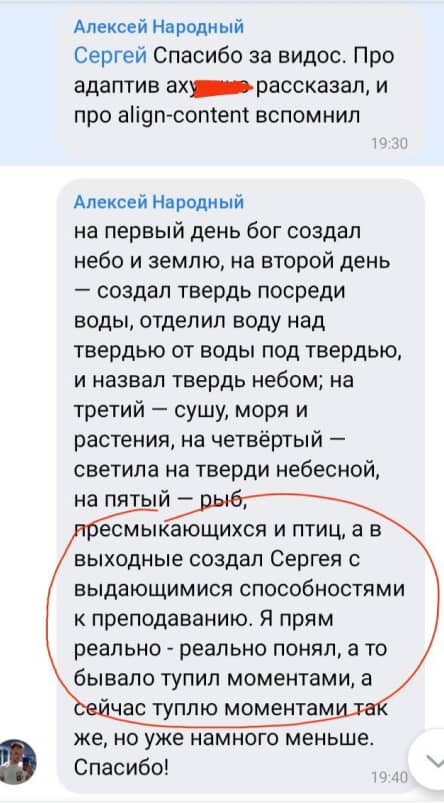 Алексей Народный
Сергей Спасибо за видос. Про
адаптив рассказал, и
про align-content вспомнил
19:30
Алексей Народный
на первый день бог создал
небо и землю, на второй день
— создал твердь посреди
воды, отделил воду над
твердью от воды под твердью,
и назвал твердь небом; на
третий — сушу, моря и
растения, на четвёртый —
светила на тверди небесной,
на пятый — рыб,
пресмыкающихся и птиц, а в
выходные создал Сергея с
выдающимися способностями
к преподаванию. Я прям
реально - реально понял, а то
бывало тупил моментами, а
сейчас туплю моментами так
же, но уже намного меньше.
Спасибо!
19:40